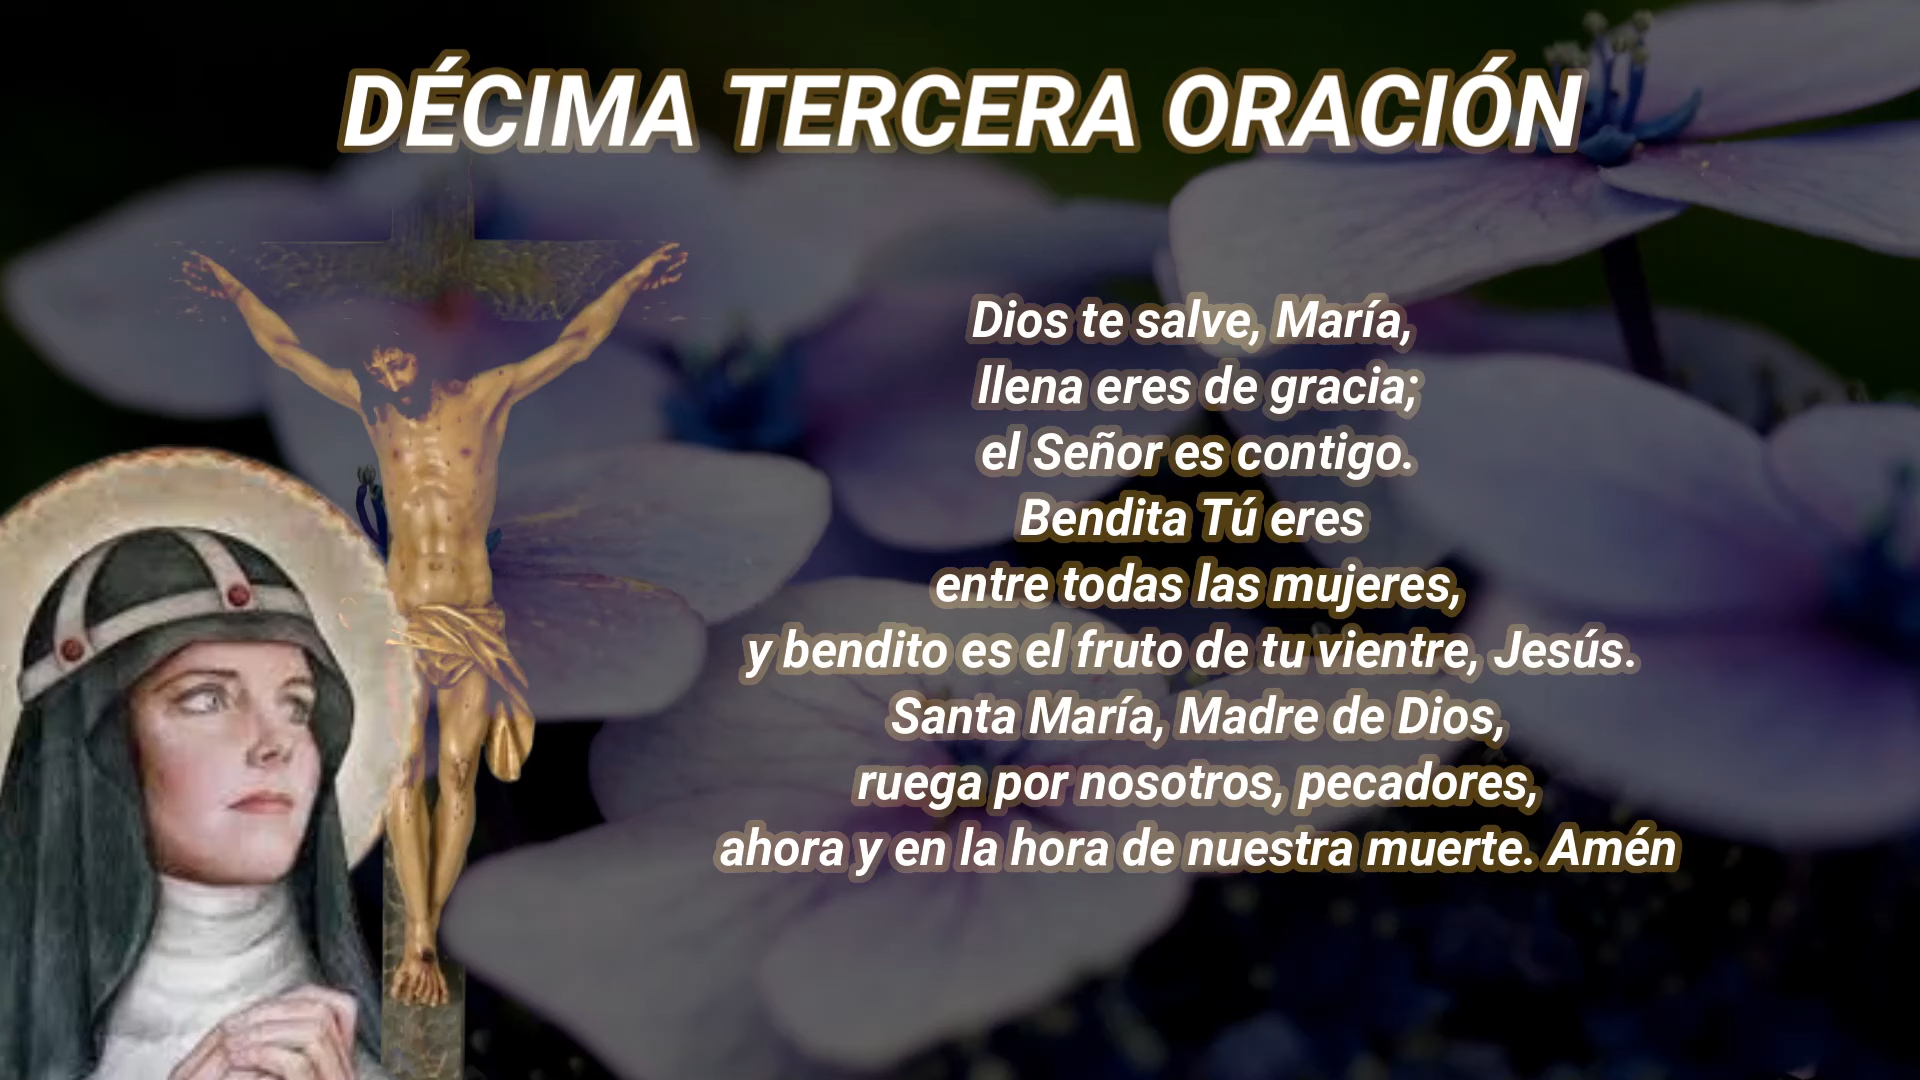 DÉCIMA TERCERA ORACIÓN
Dios te salve, María,
llena eres de gracia;
el Señor es contigo.
Bendita Tú eres
entre todas las mujeres,
y bendito es el fruto de tu vientre, Jesús.
Santa María, Madre de Dios,
ruega por nosotros, pecadores,
ahora y en la hora de nuestra muerte. Amén